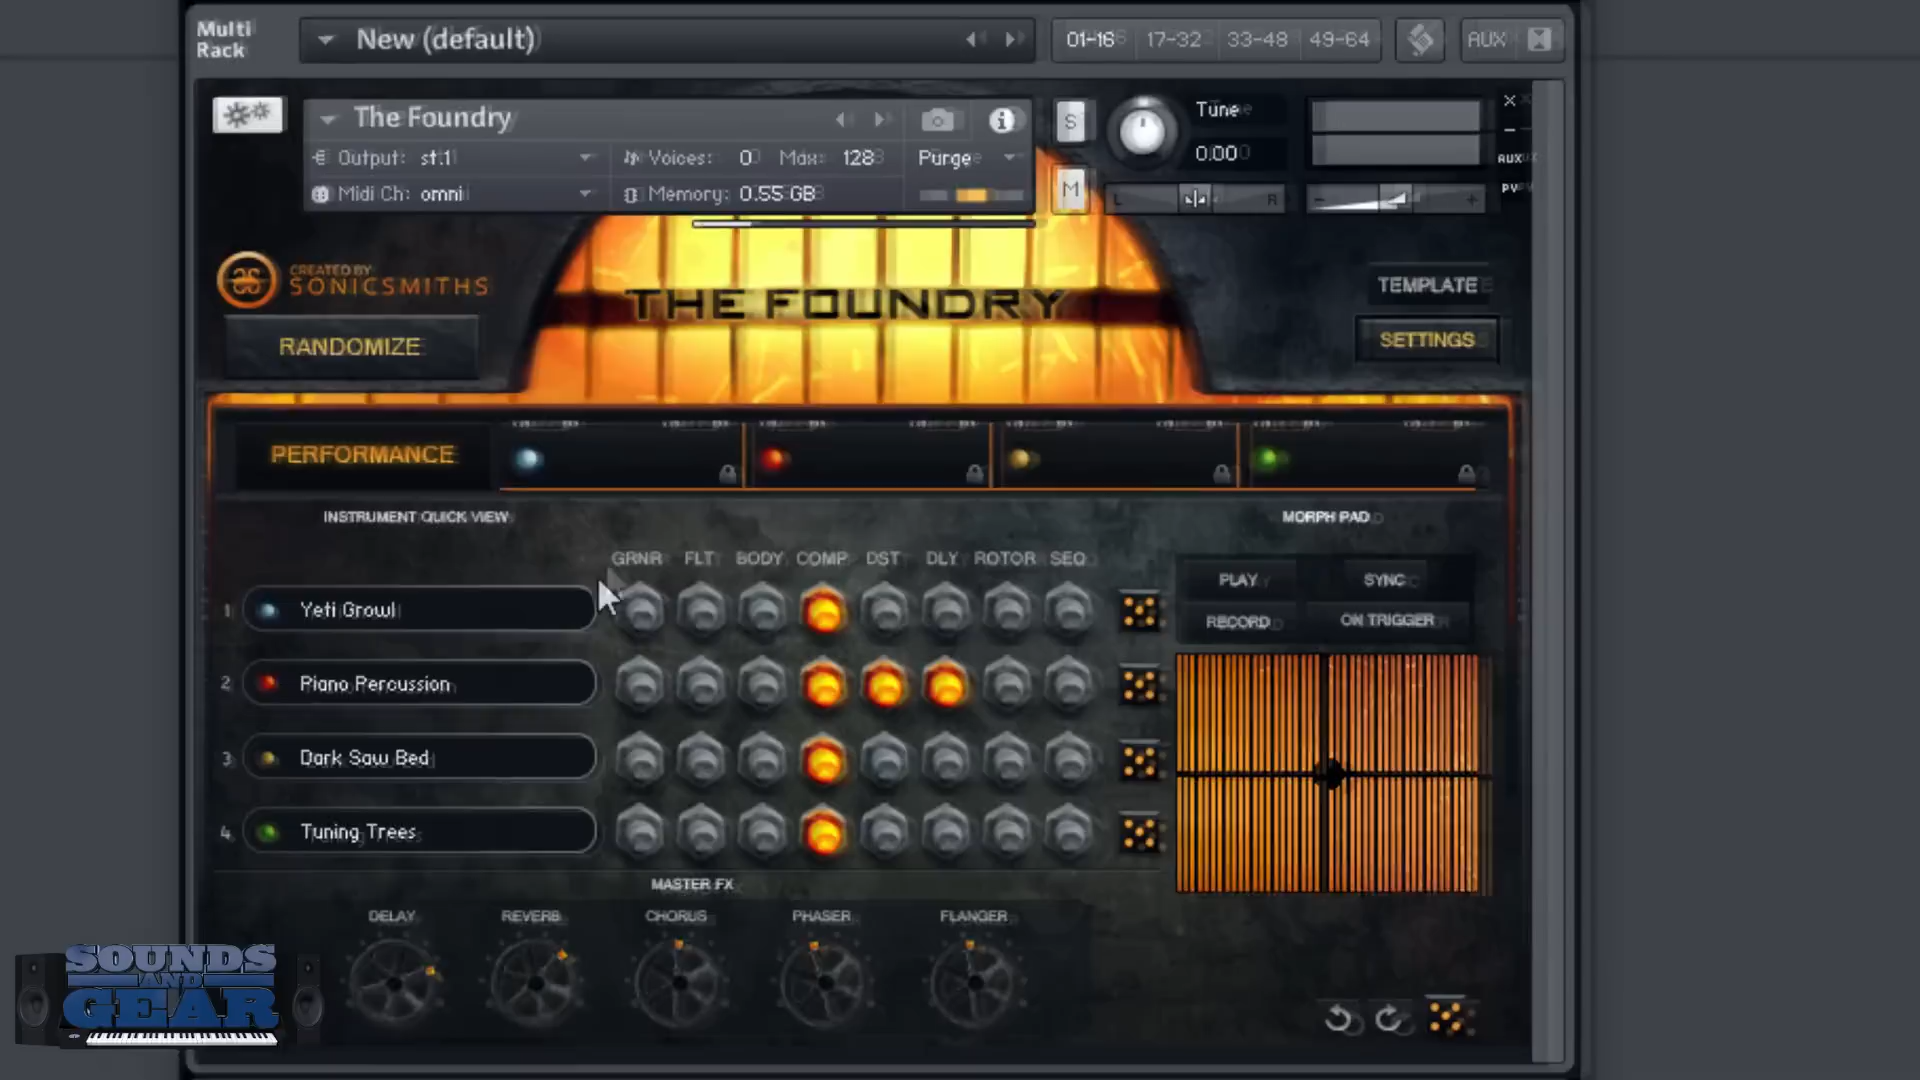 Multi
Rack
New (default)
01-16 17-32 33-48 49-64
AUX
The Foundry
Output: st.1
Voices: 0 Max: 128
Purge
Midi Ch: omni
Memory: 0.55 GB
S
M
Tune
0.00
L R
- +
AUX
PV
CREATED BY
SONICSMITHS
THE FOUNDRY
TEMPLATE
RANDOMIZE
SETTINGS
PERFORMANCE
INSTRUMENT QUICK VIEW
MORPH PAD
GRNR FLT BODY COMP DST DLY ROTOR SEQ
PLAY SYNC
RECORD ON TRIGGER
1 Yeti Growl
2 Piano Percussion
3 Dark Saw Bed
4 Tuning Trees
MASTER FX
DELAY REVERB CHORUS PHASER FLANGER
SOUNDS
AND
GEAR